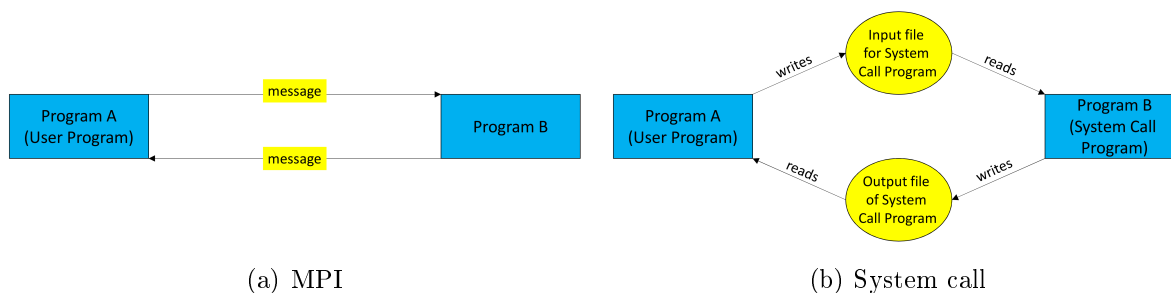 message
Program A
(User Program)
Program B
message
(a) MPI
Input file
for System
Call Program
writes
reads
Program A
(User Program)
Program B
(System Call
Program)
reads
writes
Output file
of System
Call Program
(b) System call